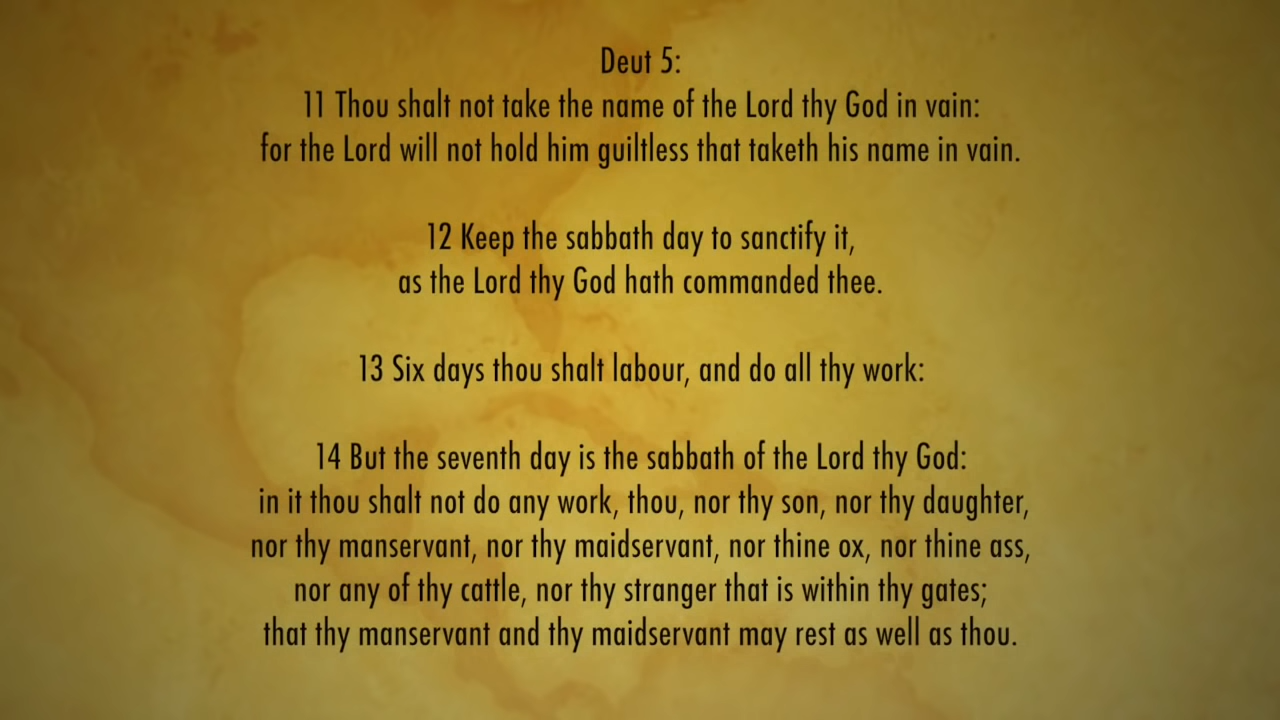 Deut 5:
11 Thou shalt not take the name of the Lord thy God in vain:
for the Lord will not hold him guiltless that taketh his name in vain.
12 Keep the sabbath day to sanctify it,
as the Lord thy God hath commanded thee.
13 Six days thou shalt labour, and do all thy work:
14 But the seventh day is the sabbath of the Lord thy God:
in it thou shalt not do any work, thou, nor thy son, nor thy daughter,
nor thy manservant, nor thy maidservant, nor thine ox, nor thine ass,
nor any of thy cattle, nor thy stranger that is within thy gates;
that thy manservant and thy maidservant may rest as well as thou.